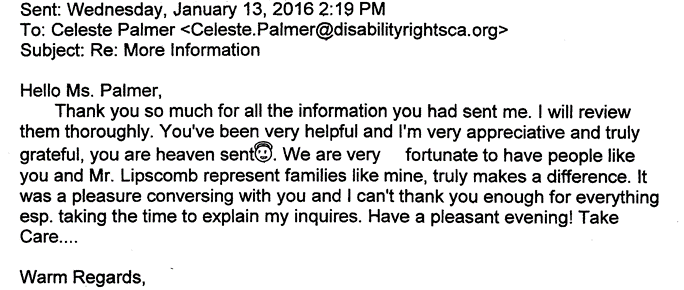 Sent: Wednesday, January 13, 2016 2:19 PM
To: Celeste Palmer <Celeste.Palmer@disabilityrightsca.org>
Subject: Re: More Information
Hello Ms. Palmer,
Thank you so much for all the information you had sent me. I will review
them thoroughly. You've been very helpful and I'm very appreciative and truly
grateful, you are heaven sent😇. We are very fortunate to have people like
you and Mr. Lipscomb represent families like mine, truly makes a difference. It
was a pleasure conversing with you and I can't thank you enough for everything
esp. taking the time to explain my inquires. Have a pleasant evening! Take
Care....
Warm Regards,